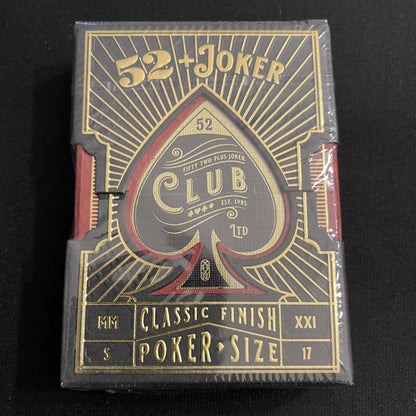 52 + JOKER
52
FIFTY TWO PLUS JOKER
CLUB
EST. 1985
LTD
MM
CLASSIC FINISH
XXI
S
POKER • SIZE
17